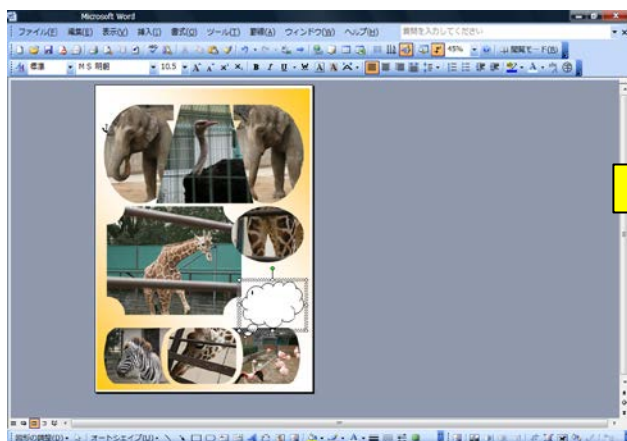 Microsoft Word
ファイル(F) 編集(E) 表示(V) 挿入(I) 書式(O) ツール(T) 罫線(A) ウィンドウ(W) ヘルプ(H) 質問を入力してください
45% 閲覧モード(R)
標準 MS 明朝 10.5 B I U A A
図形の調整(D) オートシェイプ(U)